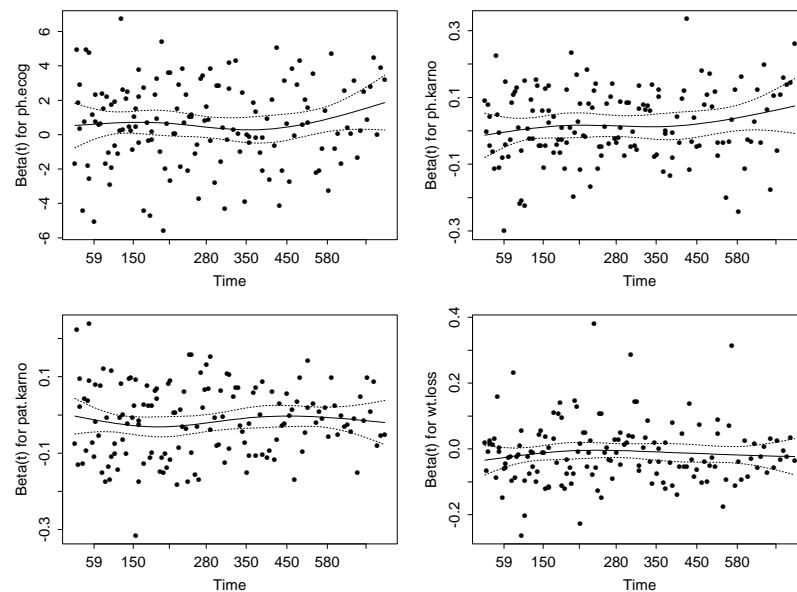 Beta(t) for ph.ecog
6
4
2
0
-2
-6
59 150 280 350 450 580
Time
Beta(t) for ph.karno
0.3
0.1
-0.1
-0.3
59 150 280 350 450 580
Time
Beta(t) for pat.karno
0.1
-0.1
-0.3
59 150 280 350 450 580
Time
Beta(t) for wt.loss
0.4
0.2
0.0
-0.2
59 150 280 350 450 580
Time